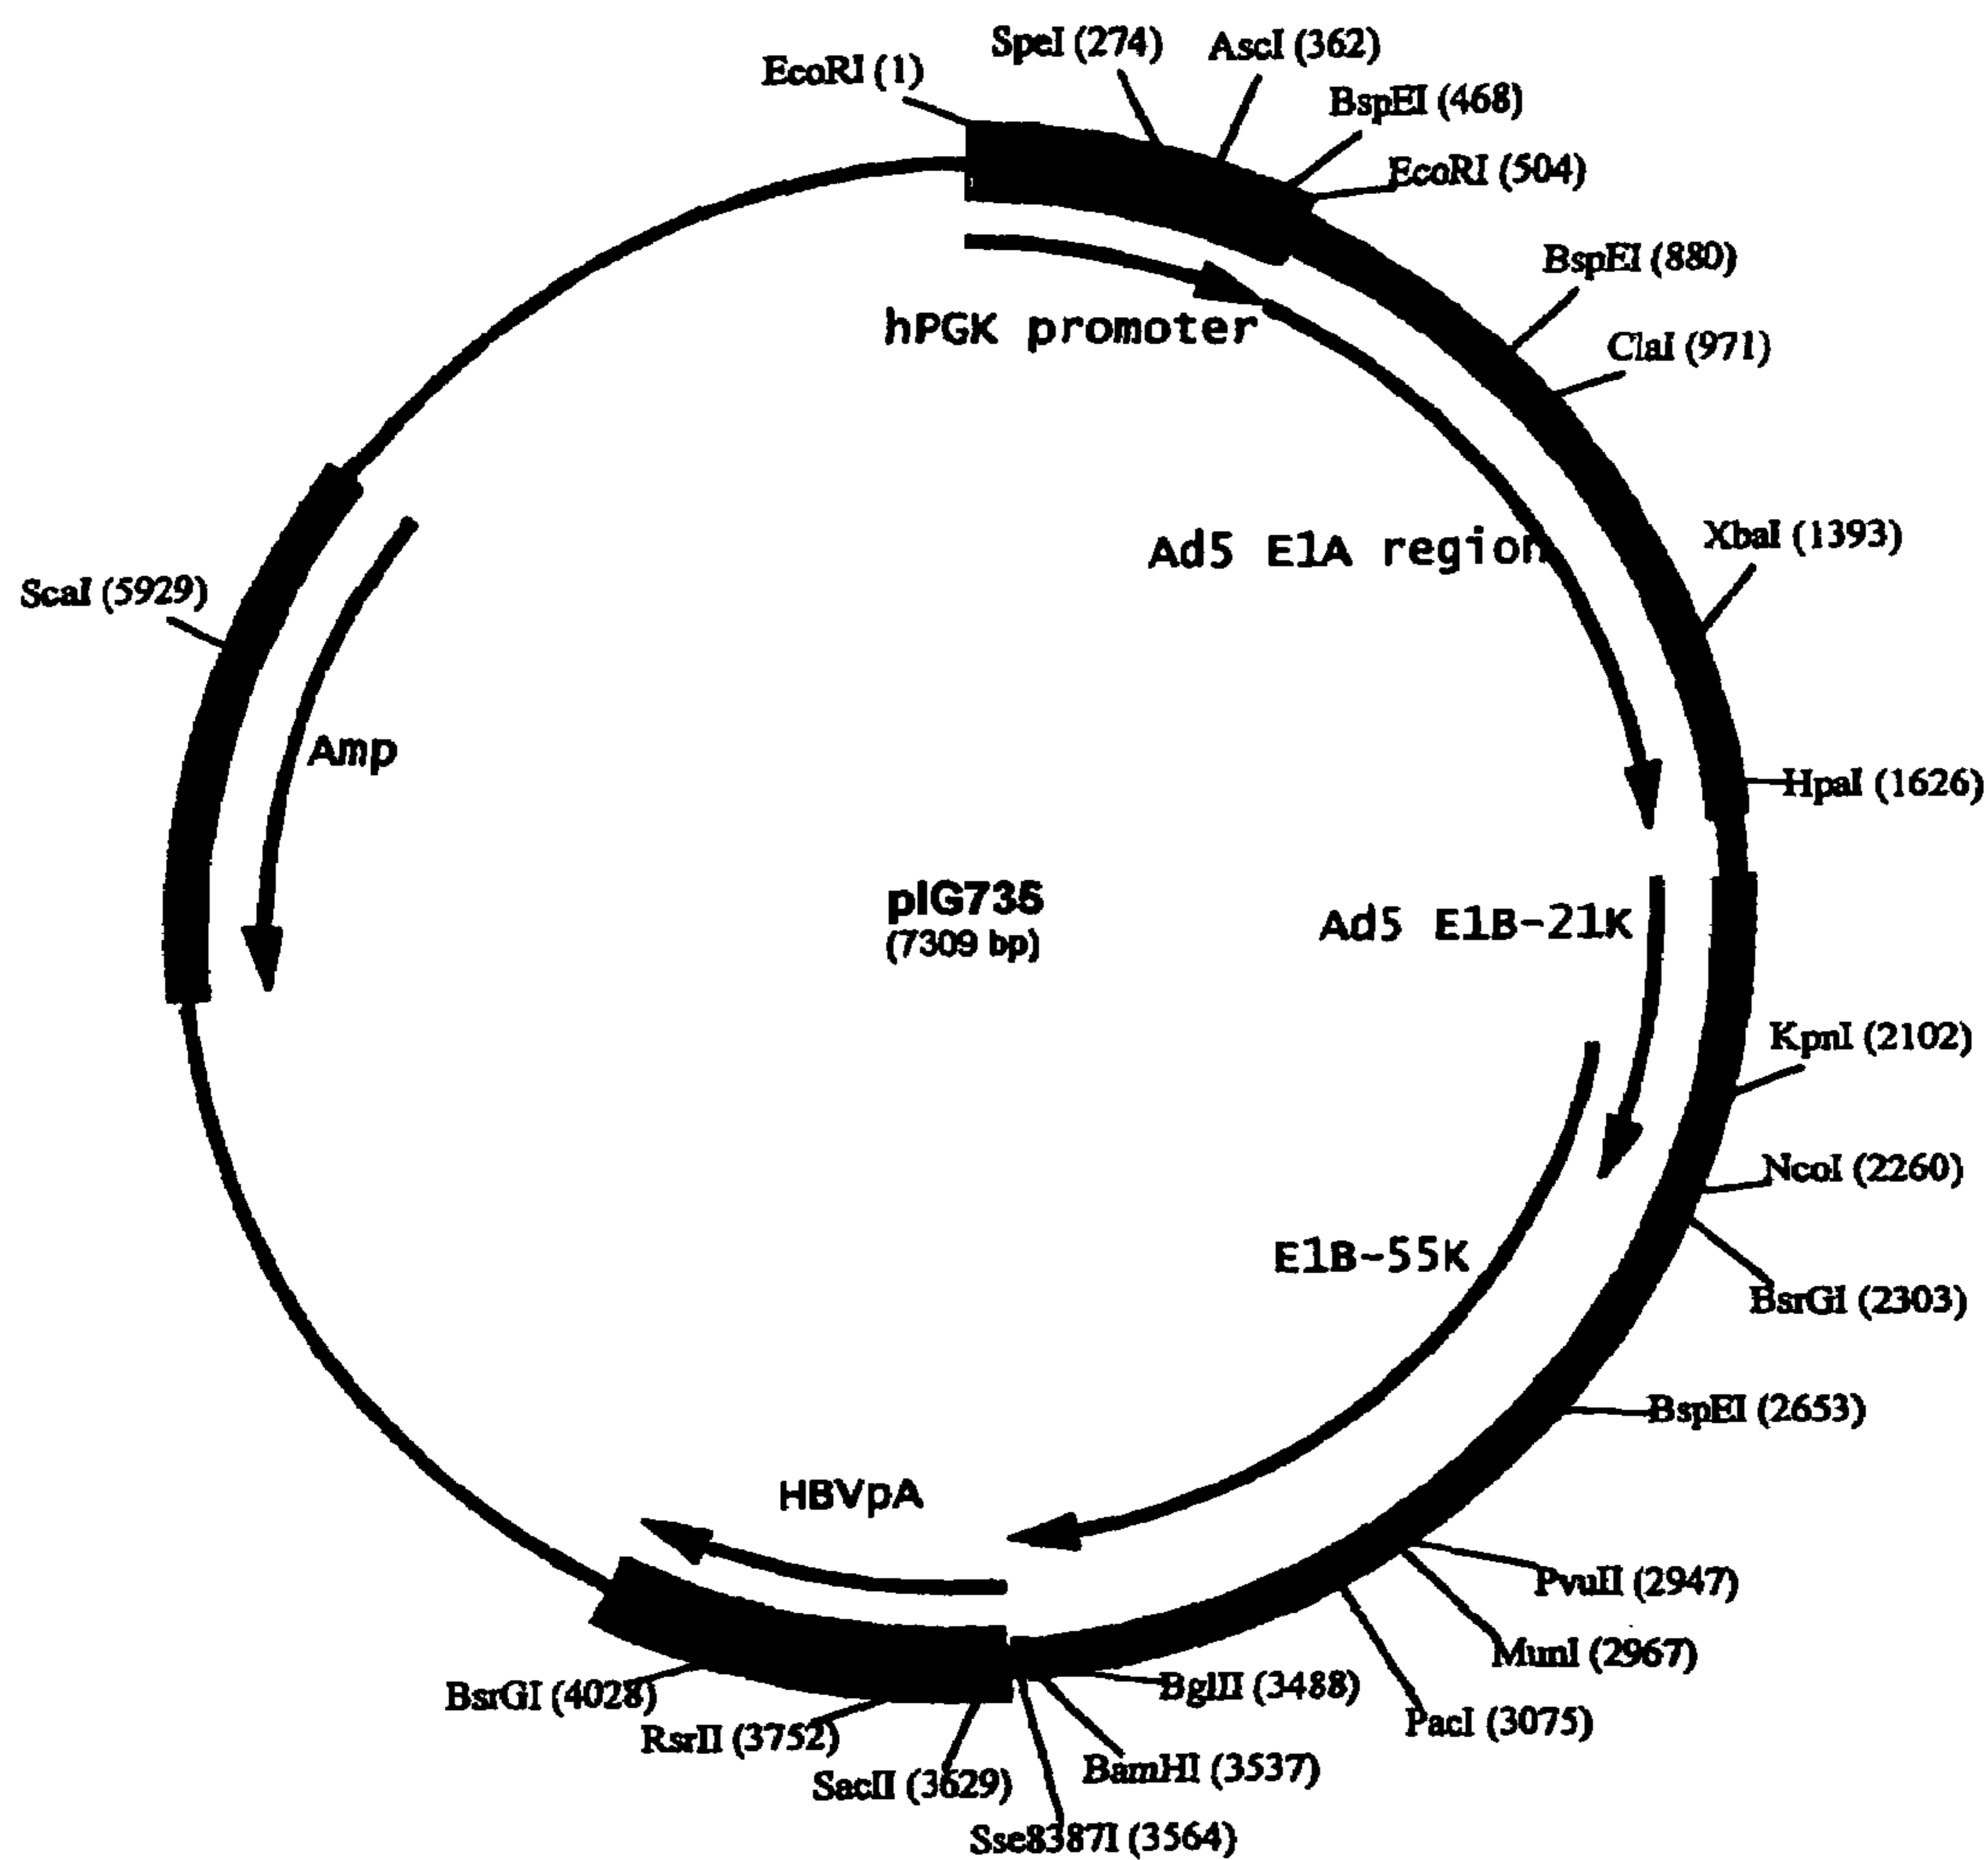 EcoRI (1)
SpeI (274)
AscI (362)
BspEI (468)
EcoRI (504)
BspEI (880)
ClaI (971)
hPGK promoter
XbaI (1393)
Ad5 E1A region
ScaI (5929)
Amp
HpaI (1626)
pIG735
(7309 bp)
Ad5 E1B-21K
KpnI (2102)
NcoI (2260)
E1B-55K
BsrGI (2303)
BspEI (2653)
HBVpA
PvuII (2947)
MunI (2967)
PacI (3075)
BglII (3488)
BamHI (3537)
Sse8387I (3564)
SacII (3629)
RsrII (3752)
BsrGI (4028)